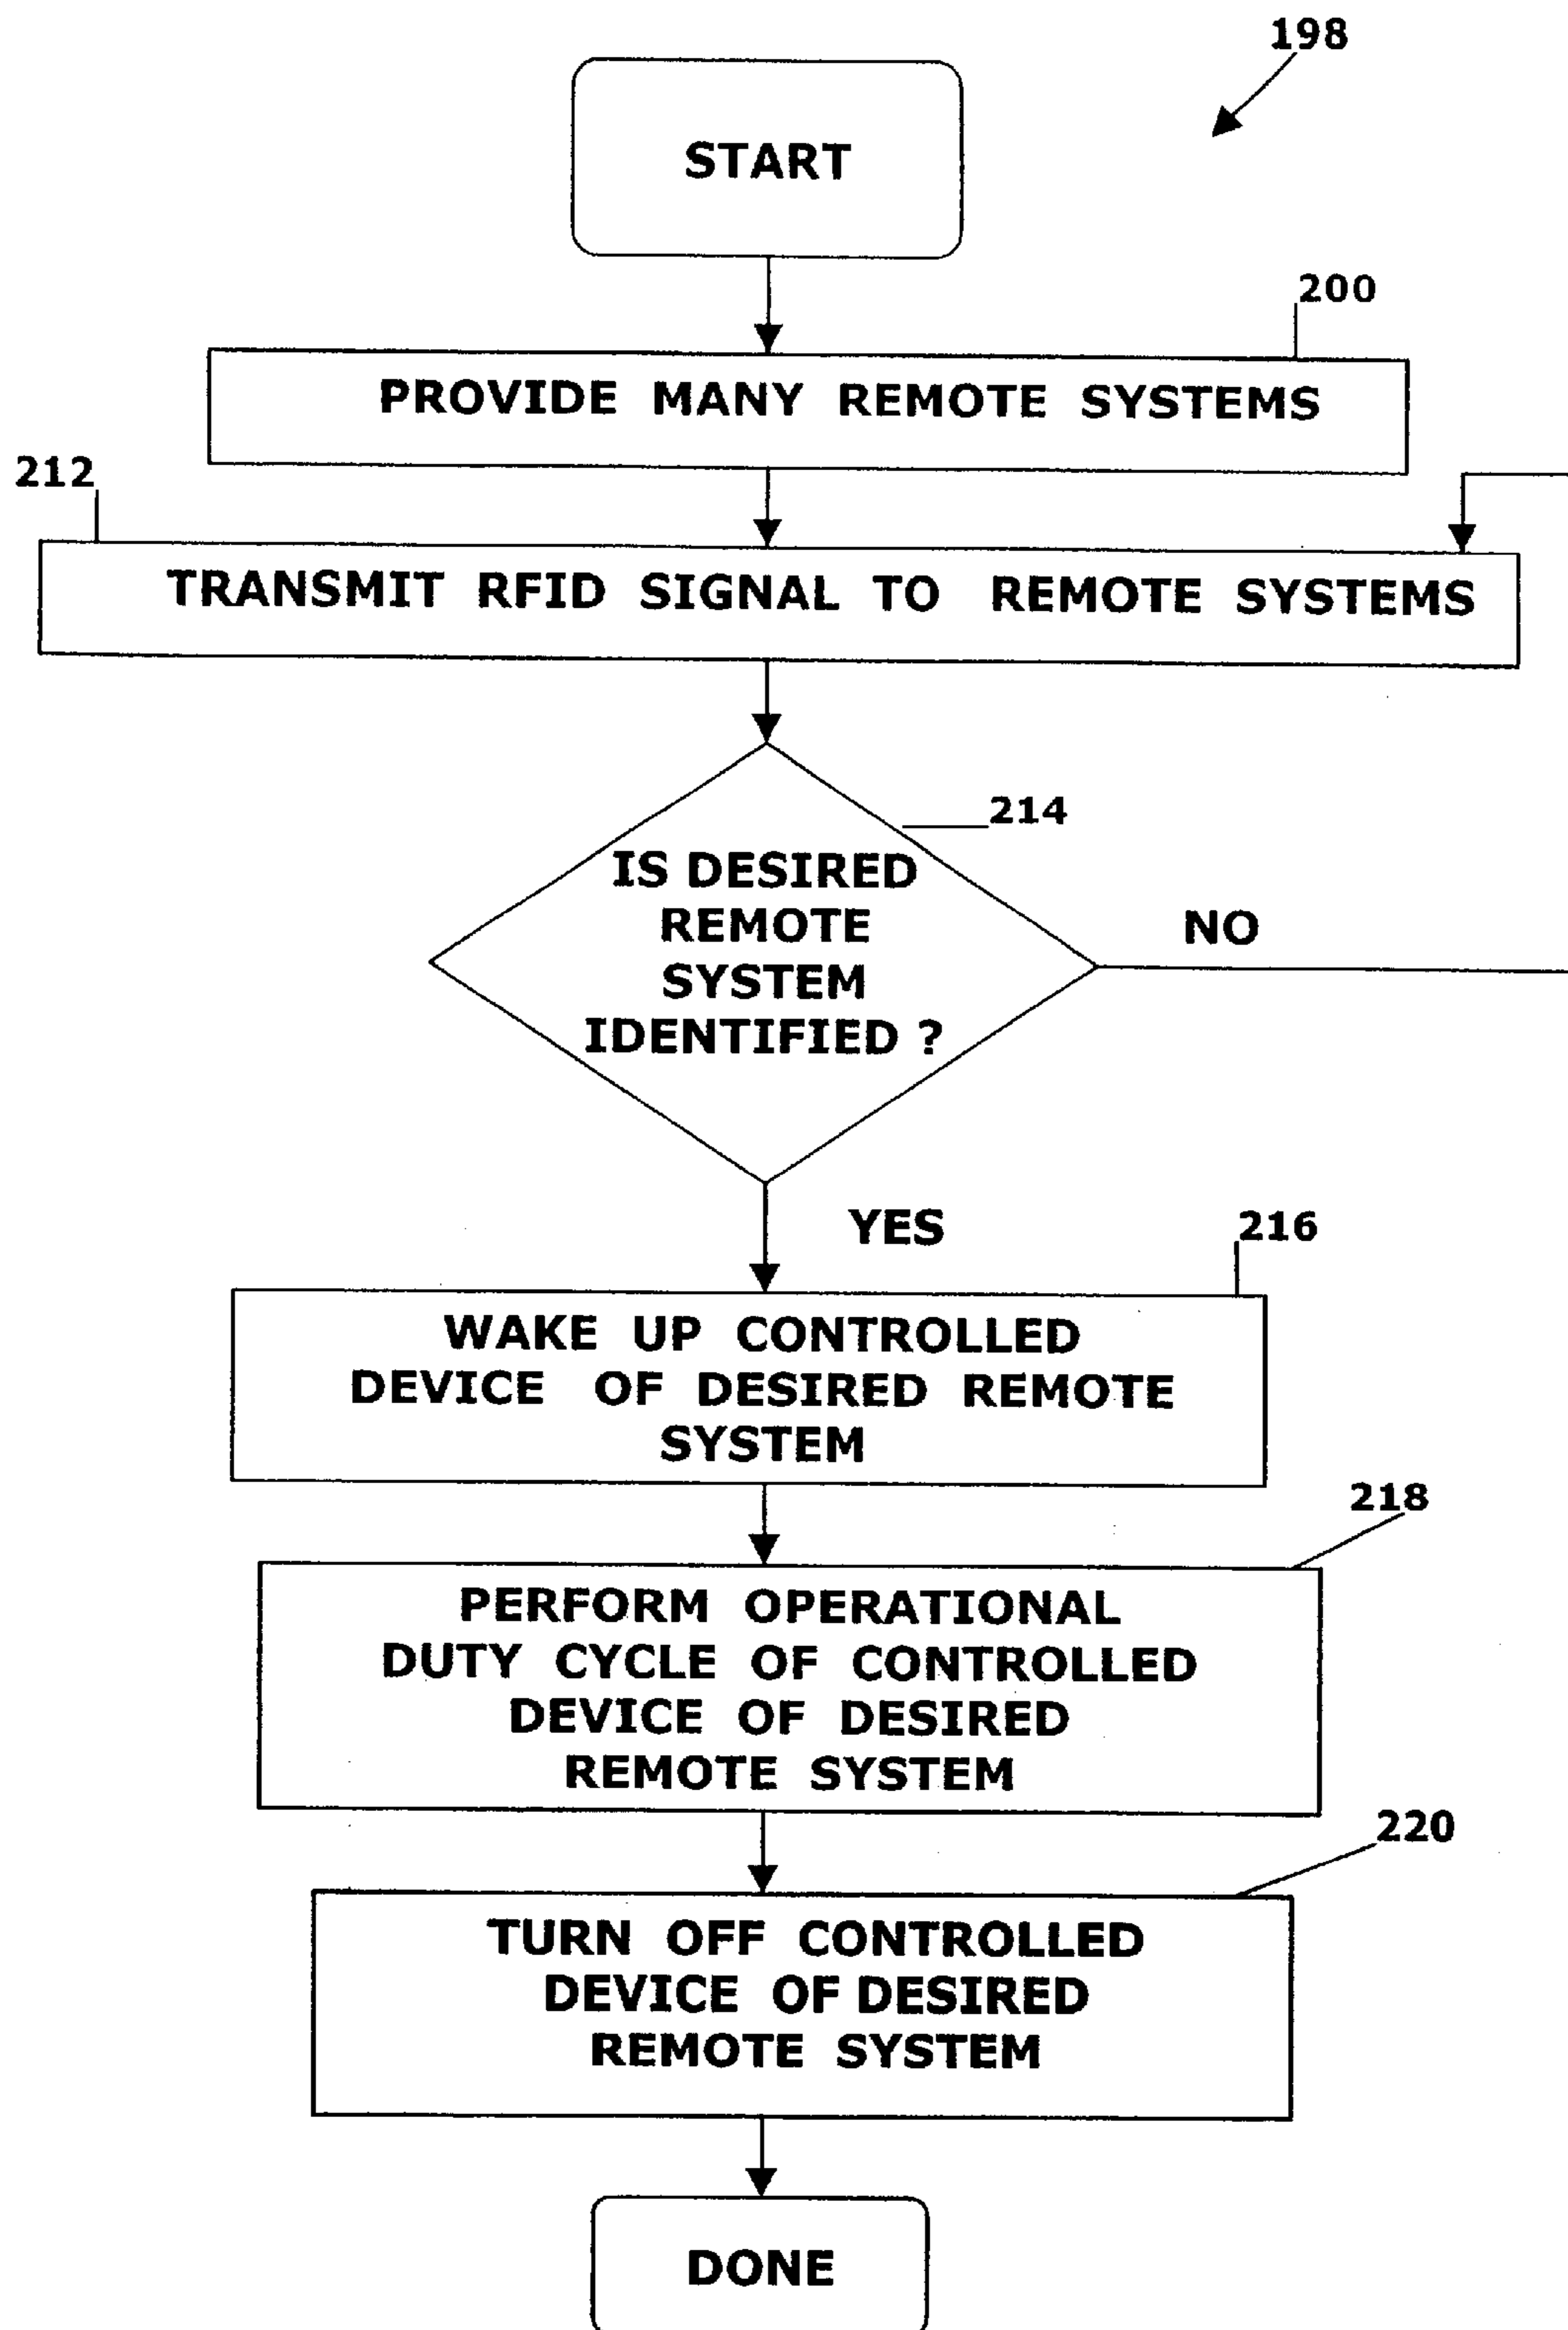 198
START
200
PROVIDE MANY REMOTE SYSTEMS
212
TRANSMIT RFID SIGNAL TO REMOTE SYSTEMS
214
IS DESIRED
REMOTE
SYSTEM
IDENTIFIED ?
NO
YES
216
WAKE UP CONTROLLED
DEVICE OF DESIRED REMOTE
SYSTEM
218
PERFORM OPERATIONAL
DUTY CYCLE OF CONTROLLED
DEVICE OF DESIRED
REMOTE SYSTEM
220
TURN OFF CONTROLLED
DEVICE OF DESIRED
REMOTE SYSTEM
DONE